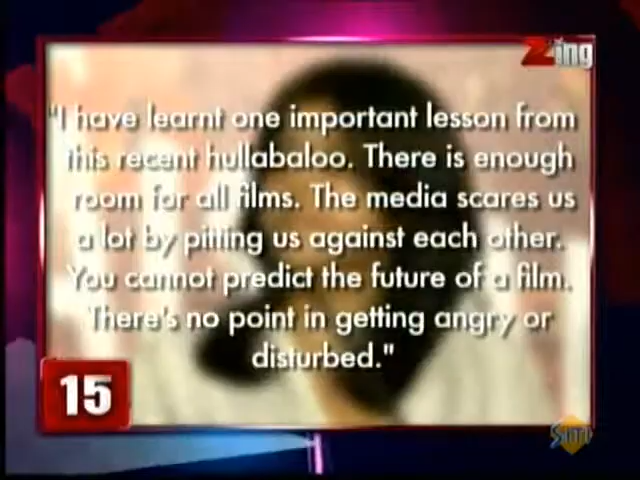 Zing
"I have learnt one important lesson from
this recent hullabaloo. There is enough
room for all films. The media scares us
a lot by pitting us against each other.
You cannot predict the future of a film.
There's no point in getting angry or
disturbed."
15
SITI